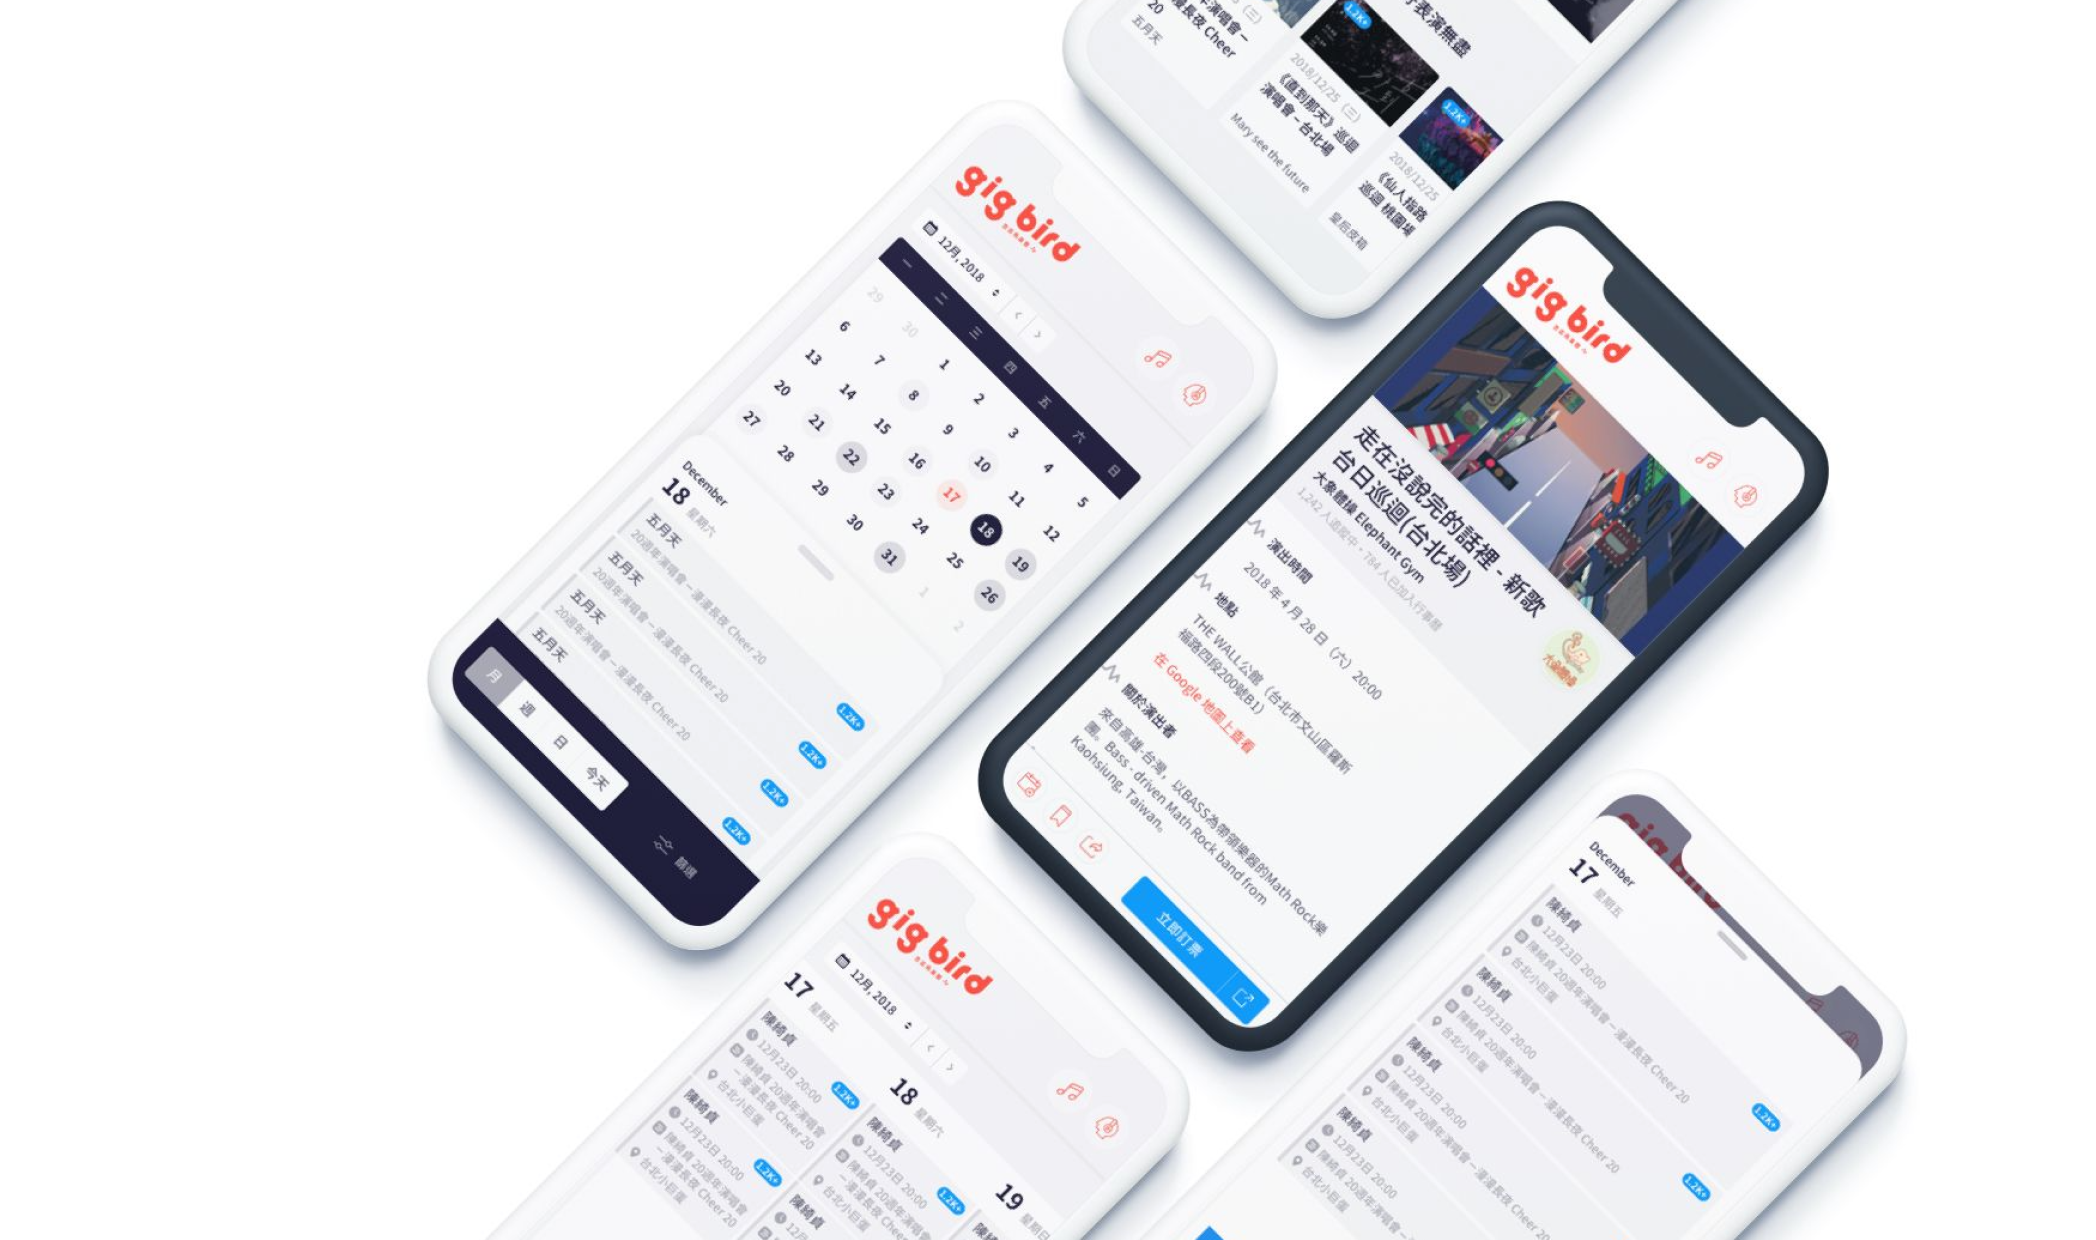 20
五月天
演唱會 –
漫長夜 Cheer
1.2K+
2018/12/25（三）
《直到那天》巡迴
演唱會 – 台北場
Mary see the future
表演無盡
1.2K+
2018/12/25
《仙人指路
巡迴 桃園場
皇后皮箱
gig bird
12月, 2018
一 二 三 四 五 六 日
29 30 1 2 3 4 5
6 7 8 9 10 11 12
13 14 15 16 17 18 19
20 21 22 23 24 25 26
27 28 29 30 31 1 2
December
18 星期六
五月天
20週年演唱會 – 漫漫長夜 Cheer 20
1.2K+
五月天
20週年演唱會 – 漫漫長夜 Cheer 20
1.2K+
五月天
20週年演唱會 – 漫漫長夜 Cheer 20
1.2K+
五月天
1.2K+
月 週 日 今天
篩選
gig bird
走在沒說完的話裡 - 新歌
台日巡迴(台北場)
大象體操 Elephant Gym
1,242 人追蹤中・784 人已加入行事曆
演出時間
2018 年 4 月 28 日（六）20:00
地點
THE WALL公館（台北市文山區羅斯
福路四段200號B1）
在 Google 地圖上查看
關於演出者
來自高雄-台灣，以BASS為帶領樂器的Math Rock樂
團。Bass - driven Math Rock band from
Kaohsiung, Taiwan。
立即訂票
gig bird
12月, 2018
17 星期五
陳綺貞
12月23日 20:00
陳綺貞 20週年演唱會
– 漫漫長夜 Cheer 20
台北小巨蛋
1.2K+
陳綺貞
12月23日 20:00
陳綺貞 20週年演唱會
– 漫漫長夜 Cheer 20
台北小巨蛋
1.2K+
18 星期六
陳綺貞
12月23日 20:00
陳綺貞 20週年演唱會
– 漫漫長夜 Cheer 20
台北小巨蛋
1.2K+
陳綺貞
19 星期日
gig bird
December
17 星期五
陳綺貞
12月23日 20:00
陳綺貞 20週年演唱會 – 漫漫長夜 Cheer 20
台北小巨蛋
1.2K+
陳綺貞
12月23日 20:00
陳綺貞 20週年演唱會 – 漫漫長夜 Cheer 20
台北小巨蛋
1.2K+
陳綺貞
12月23日 20:00
陳綺貞 20週年演唱會 – 漫漫長夜 Cheer 20
台北小巨蛋
陳綺貞
12月23日 20:00
陳綺貞 20週年演唱會
台北小巨蛋